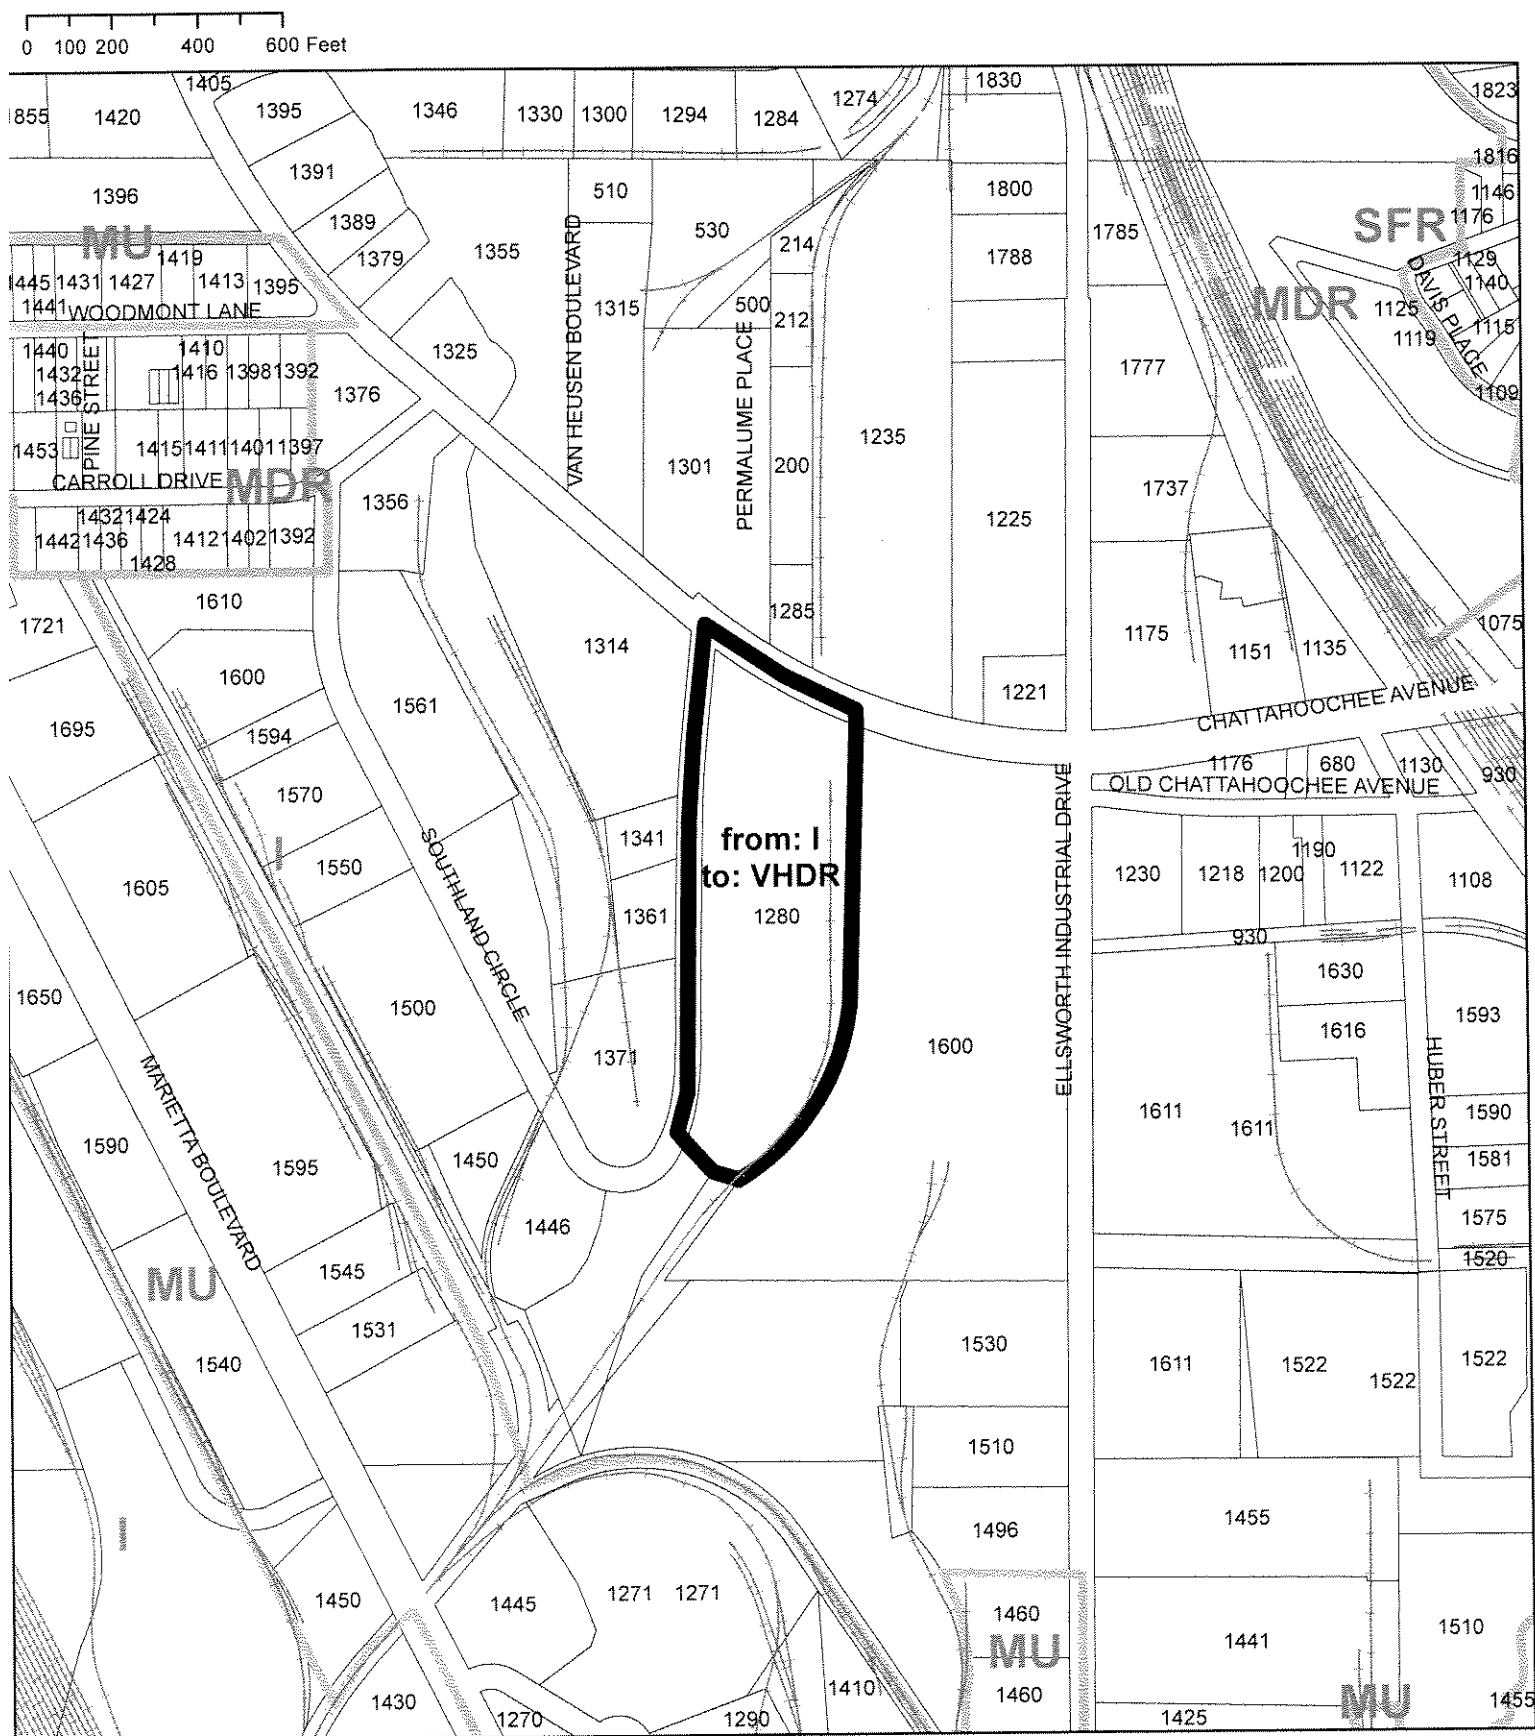 0 100 200 400 600 Feet
1405
1855 1420 1395 1346 1330 1300 1294 1284 1274 1830 1823
1391 1816
1396 510 1800 1146
1389 530 1176
MU 1379 1355 214 1788 1785 SFR
1419 1129
1445 1431 1427 1413 1395 1140
1441 1315 500 212 MDR 1125 1115
WOODMONT LANE
VAN HEUSEN BOULEVARD
PERMALUME PLACE
DAVIS PLACE
1440 1410 1325 1119
1432 1416 1398 1392 1777
1436 1376 1109
PINE STREET
1453 1415 1411 1401 1397 1301 200 1235
CARROLL DRIVE MDR
1356 1737
1432 1424 1225
1442 1436 1412 1402 1392
1428
1610 1285
1721 1314 1175 1151 1135 1075
1600 1221
1561
1695 1594
CHATTAHOOCHEE AVENUE
1176 680 1130 930
OLD CHATTAHOOCHEE AVENUE
1570
ELLSWORTH INDUSTRIAL DRIVE
1341 from: I
to: VHDR
1190
I 1550 1230 1218 1200 1122 1108
1605
SOUTHLAND CIRCLE
1361 1280
930
1630
1650 1500 1593
1616
1371 1600
HUBER STREET
MARIETTA BOULEVARD
1611 1611 1590
1590 1595 1450 1581
1446 1575
1520
MU 1545
1531 1530
1540 1611 1522 1522 1522
1510
I 1496 1455
1450 1445 1271 1271 1460 1510
MU 1441
1430 1410 1460 MU 1455
1270 1290 1425